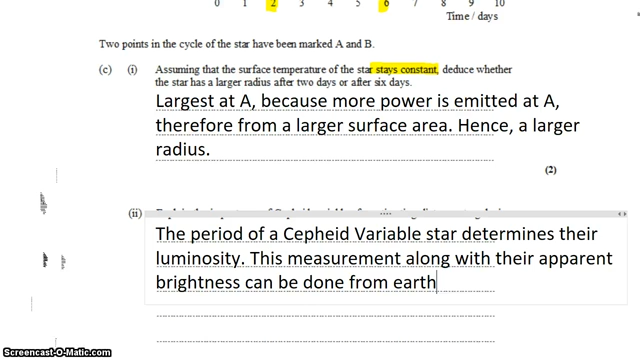 0 1 2 3 4 5 6 7 8 9 10
Time / days
Two points in the cycle of the star have been marked A and B.
(c) (i) Assuming that the surface temperature of the star stays constant, deduce whether
the star has a larger radius after two days or after six days.
Largest at A, because more power is emitted at A,
therefore from a larger surface area. Hence, a larger
radius.
(2)
(ii)
The period of a Cepheid Variable star determines their
luminosity. This measurement along with their apparent
brightness can be done from earth
Screencast-O-Matic.com